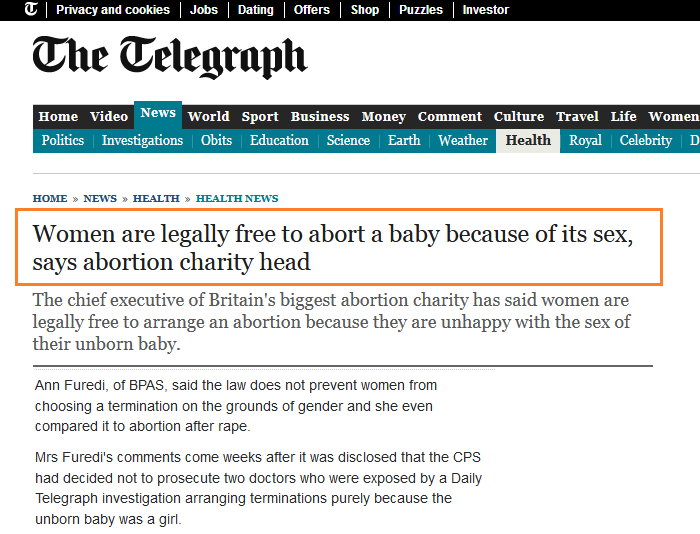 Privacy and cookies Jobs Dating Offers Shop Puzzles Investor
The Telegraph
Home Video News World Sport Business Money Comment Culture Travel Life Women
Politics Investigations Obits Education Science Earth Weather Health Royal Celebrity D
HOME » NEWS » HEALTH » HEALTH NEWS
Women are legally free to abort a baby because of its sex,
says abortion charity head
The chief executive of Britain's biggest abortion charity has said women are
legally free to arrange an abortion because they are unhappy with the sex of
their unborn baby.
Ann Furedi, of BPAS, said the law does not prevent women from
choosing a termination on the grounds of gender and she even
compared it to abortion after rape.
Mrs Furedi's comments come weeks after it was disclosed that the CPS
had decided not to prosecute two doctors who were exposed by a Daily
Telegraph investigation arranging terminations purely because the
unborn baby was a girl.